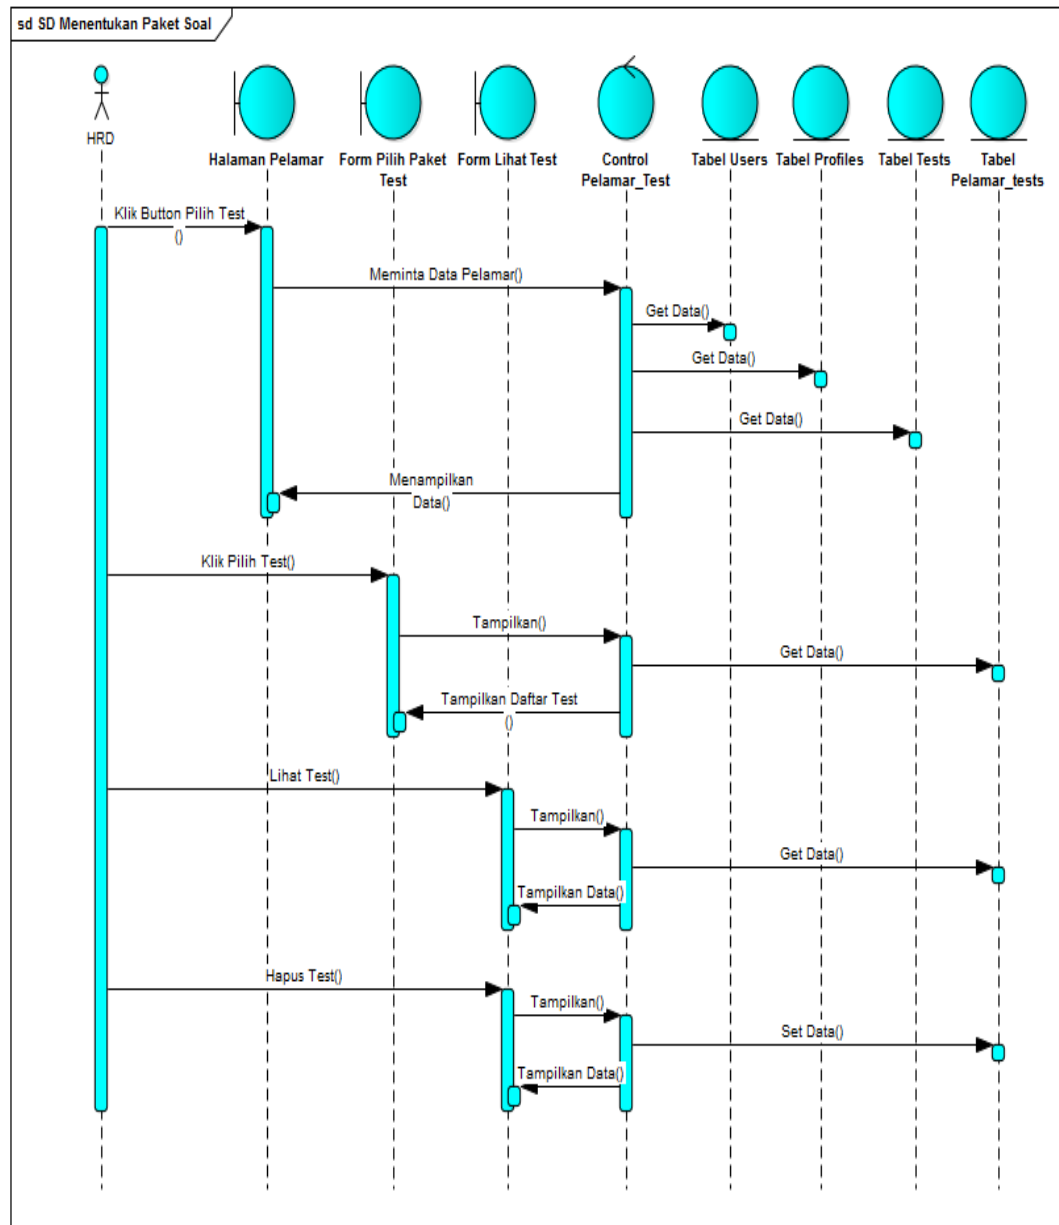 sd SD Menentukan Paket Soal
HRD
Halaman Pelamar
Form Pilih Paket
Test
Form Lihat Test
Control
Pelamar_Test
Tabel Users
Tabel Profiles
Tabel Tests
Tabel
Pelamar_tests
Klik Button Pilih Test
()
Meminta Data Pelamar()
Get Data()
Get Data()
Get Data()
Menampilkan
Data()
Klik Pilih Test()
Tampilkan()
Get Data()
Tampilkan Daftar Test
()
Lihat Test()
Tampilkan()
Get Data()
Tampilkan Data()
Hapus Test()
Tampilkan()
Set Data()
Tampilkan Data()